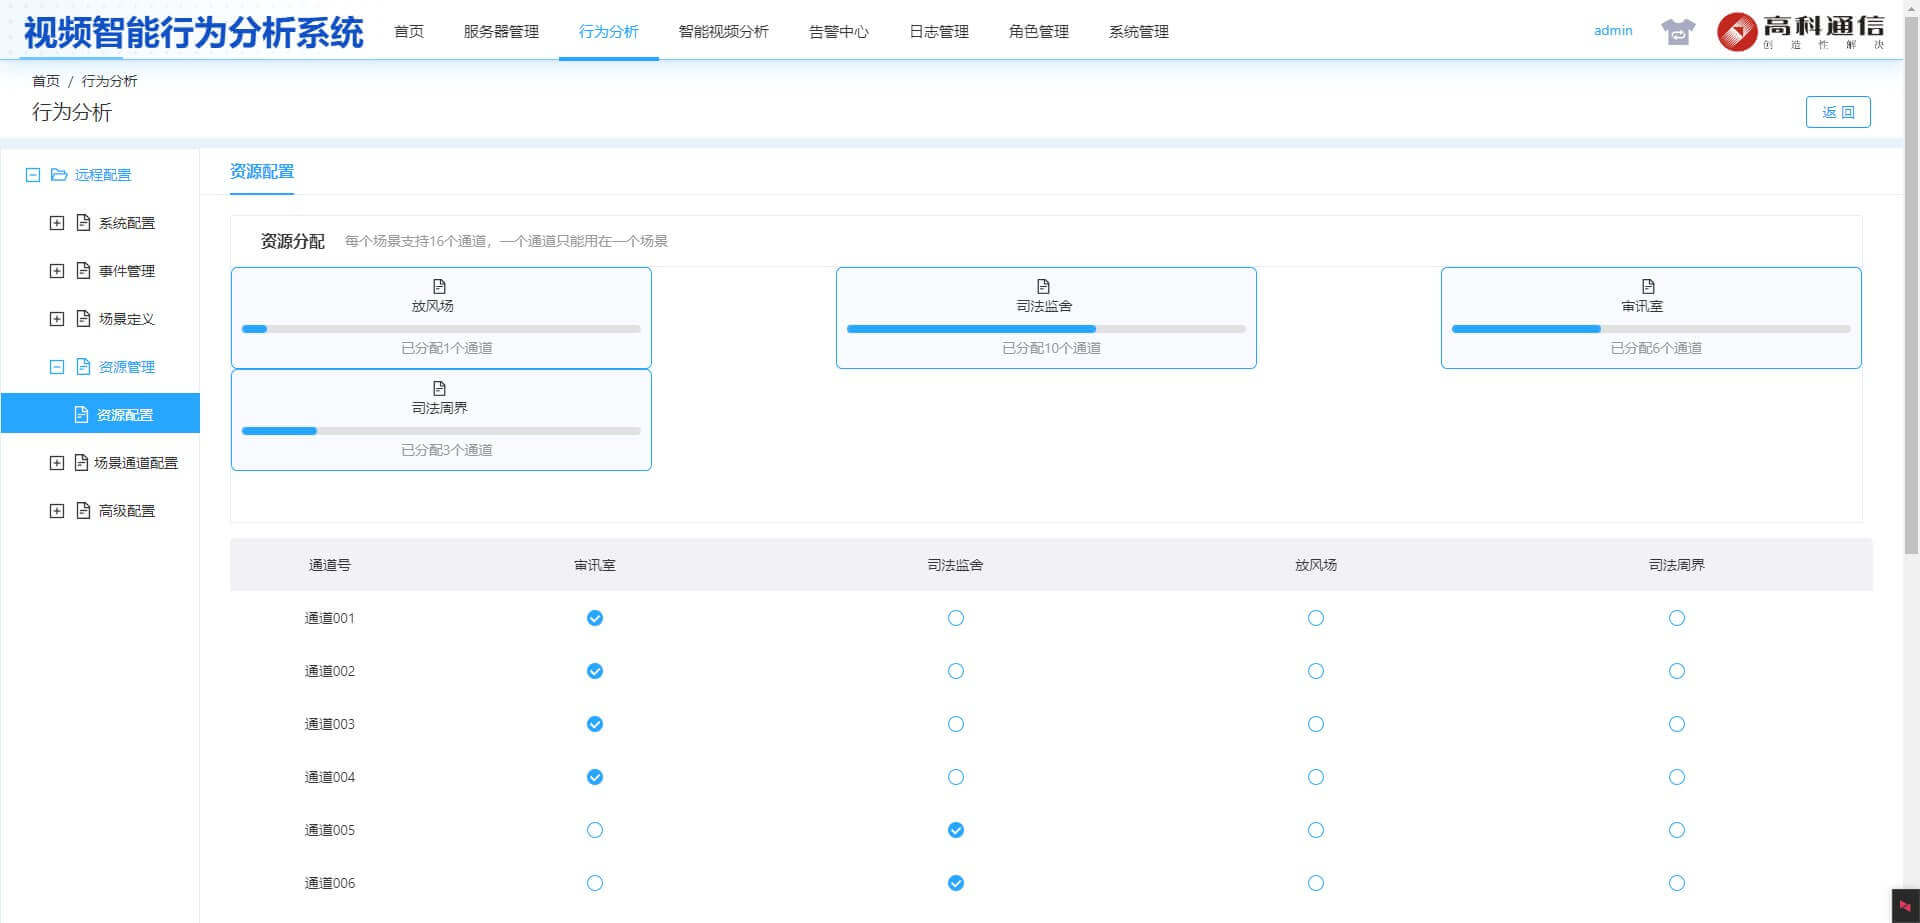 视频智能行为分析系统
首页 服务器管理 行为分析 智能视频分析 告警中心 日志管理 角色管理 系统管理
admin
高科通信
创造性解决
首页 / 行为分析
行为分析
返回
远程配置
系统配置
事件管理
场景定义
资源管理
资源配置
场景通道配置
高级配置
资源配置
资源分配 每个场景支持16个通道，一个通道只能用在一个场景
放风场
已分配1个通道
司法监舍
已分配10个通道
审讯室
已分配6个通道
司法周界
已分配3个通道
通道号 审讯室 司法监舍 放风场 司法周界
通道001
通道002
通道003
通道004
通道005
通道006